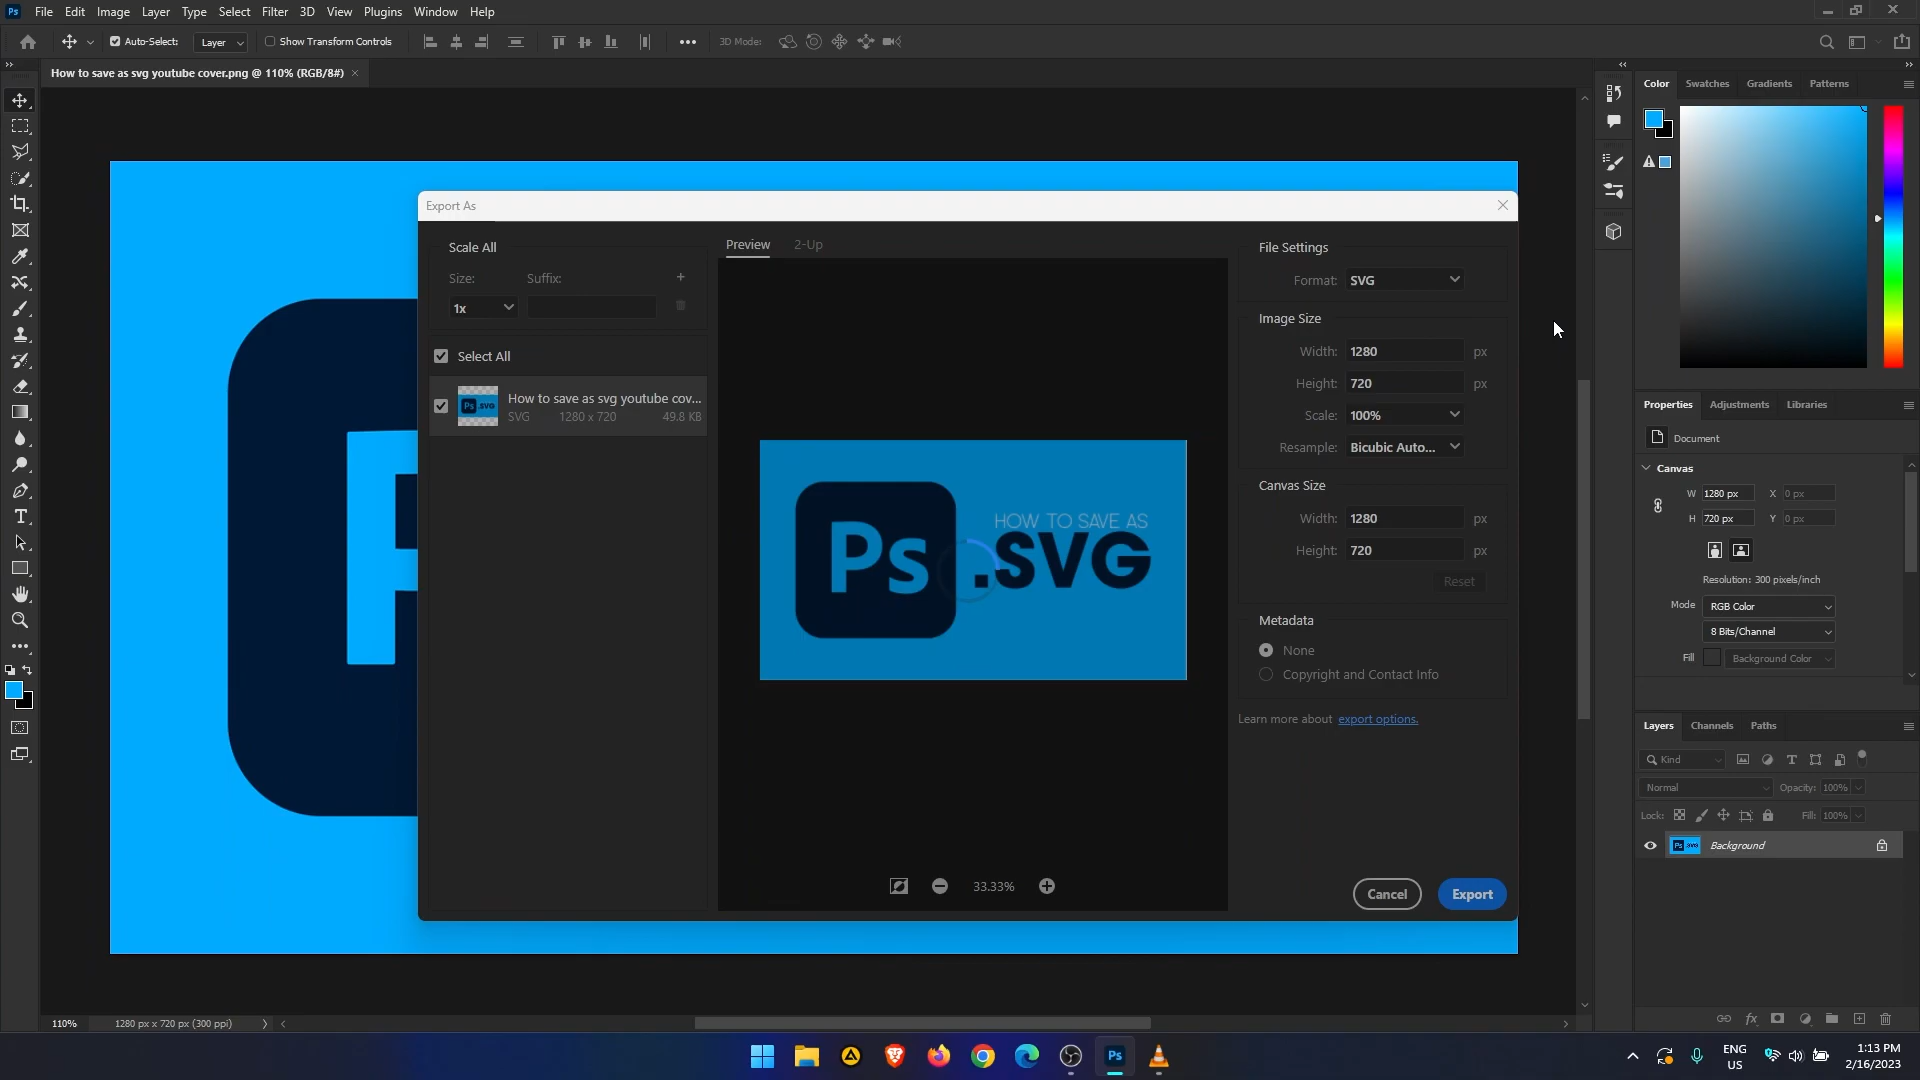 Ps File Edit Image Layer Type Select Filter 3D View Plugins Window Help
Auto-Select: Layer Show Transform Controls 3D Mode:
How to save as svg youtube cover.png @ 110% (RGB/8#)
Export As
Scale All
Size: Suffix:
1x
Select All
How to save as svg youtube cov...
SVG 1280 x 720 49.8 KB
Preview 2-Up
Ps
HOW TO SAVE AS
.SVG
33.33%
File Settings
Format: SVG
Image Size
Width: 1280 px
Height: 720 px
Scale: 100%
Resample: Bicubic Auto...
Canvas Size
Width: 1280 px
Height: 720 px
Reset
Metadata
None
Copyright and Contact Info
Learn more about export options.
Cancel Export
Color Swatches Gradients Patterns
Properties Adjustments Libraries
Document
Canvas
W 1280 px X 0 px
H 720 px Y 0 px
Resolution: 300 pixels/inch
Mode RGB Color
8 Bits/Channel
Fill Background Color
Layers Channels Paths
Kind
Normal Opacity: 100%
Lock: Fill: 100%
Background
110% 1280 px x 720 px (300 ppi)
Ps
ENG
US
1:13 PM
2/16/2023